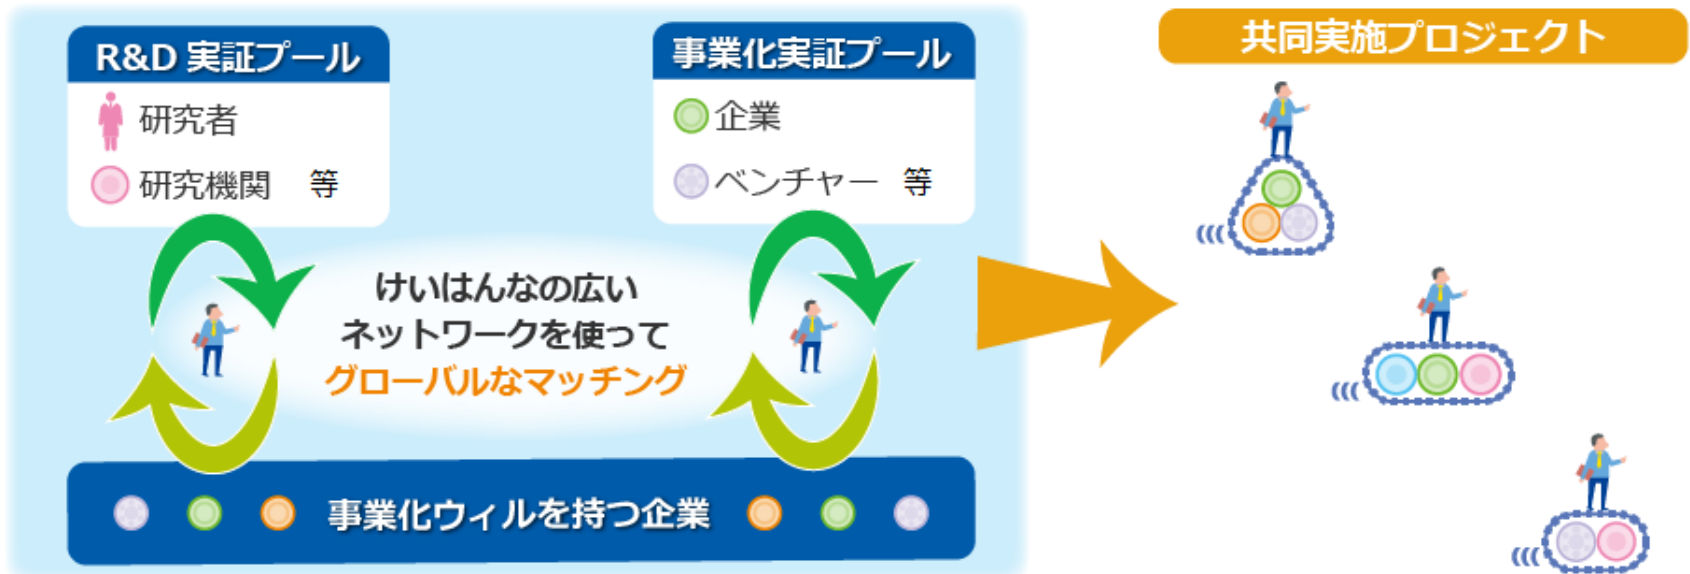 R&D 実証プール
研究者
研究機関 等
事業化実証プール
企業
ベンチャー 等
けいはんなの広い
ネットワークを使って
グローバルなマッチング
事業化ウィルを持つ企業
共同実施プロジェクト